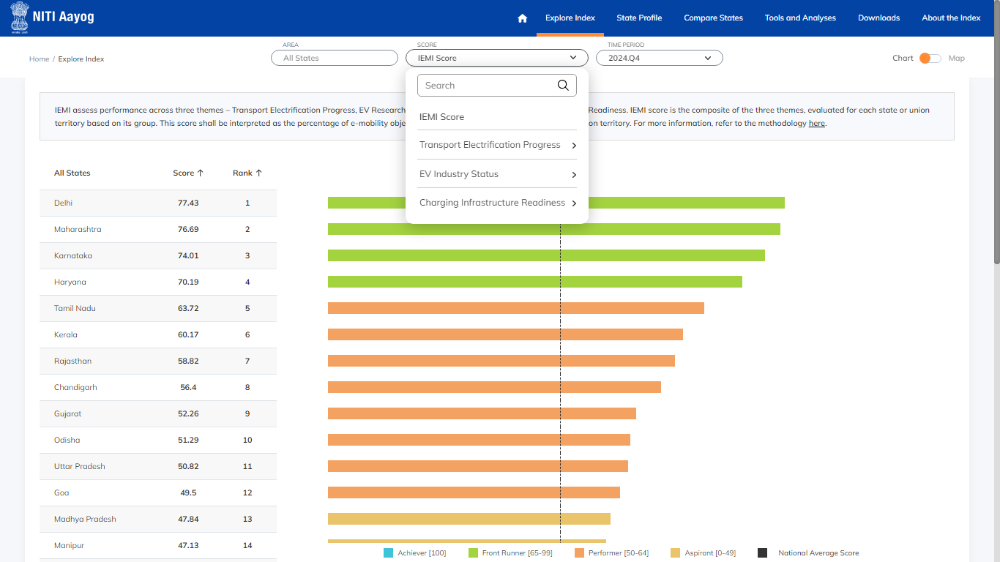 NITI Aayog
Explore Index
State Profile
Compare States
Tools and Analyses
Downloads
About the Index
Home / Explore Index
AREA
All States
SCORE
IEMI Score
TIME PERIOD
2024.Q4
Chart
Map
Search
IEMI Score
Transport Electrification Progress
EV Industry Status
Charging Infrastructure Readiness
IEMI assess performance across three themes – Transport Electrification Progress, EV Research Readiness. IEMI score is the composite of the three themes, evaluated for each state or union
territory based on its group. This score shall be interpreted as the percentage of e-mobility territory. For more information, refer to the methodology here.
All States Score ↑ Rank ↑
Delhi 77.43 1
Maharashtra 76.69 2
Karnataka 74.01 3
Haryana 70.19 4
Tamil Nadu 63.72 5
Kerala 60.17 6
Rajasthan 58.82 7
Chandigarh 56.4 8
Gujarat 52.26 9
Odisha 51.29 10
Uttar Pradesh 50.82 11
Goa 49.5 12
Madhya Pradesh 47.84 13
Manipur 47.13 14
Achiever [100]
Front Runner [65-99]
Performer [50-64]
Aspirant [0-49]
National Average Score